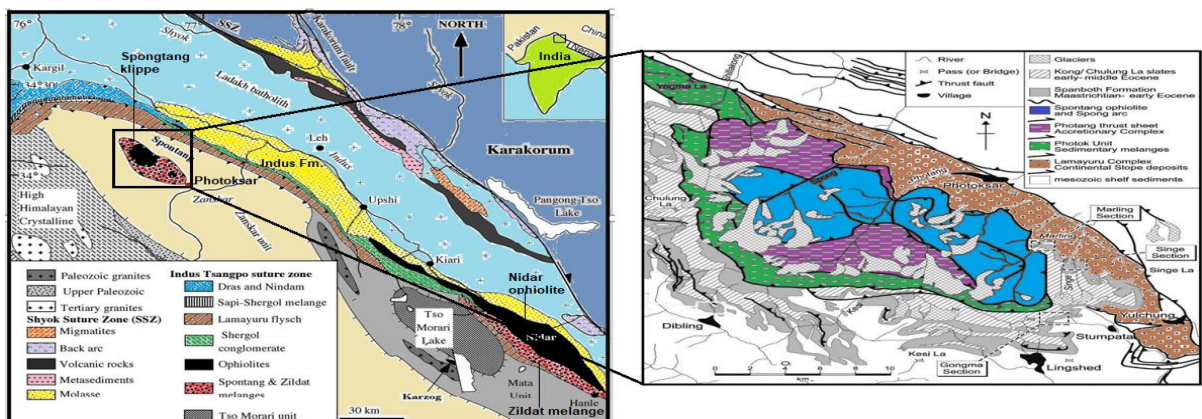 76°
77°
SSZ
78°
NORTH
China
Pakistan
Nepal
India
Shyok
Karakorum fault
Spongtang
klippe
Kargil
34°30'
Ladakh batholith
Leh
Indus
Karakorum
Spontang
Indus Fm.
34°
Photoksar
High
Himalayan
Crystalline
Zanskar
Zanskar unit
Upshi
Pangong Tso
Lake
Kiari
Nidar
ophiolite
Nidar
Tso
Morari
Lake
Mata
Unit
Hanle
Karzog
Zildat melange
30 km
Paleozoic granites
Upper Paleozoic
Tertiary granites
Shyok Suture Zone (SSZ)
Migmatites
Back arc
Volcanic rocks
Metasediments
Molasse
Indus Tsangpo suture zone
Dras and Nindam
Sapi-Shergol melange
Lamayuru flysch
Shergol
conglomerate
Ophiolites
Spontang & Zildat
melanges
Tso Morari unit
River
Pass (or Bridge)
Thrust fault
Village
Glaciers
Kong/ Chulung La slates
early-middle Eocene
Spanboth Formation
Maastrichtian- early Eocene
Spontang ophiolite
and Spong arc
Photang thrust sheet
Accretionary Complex
Photok Unit
Sedimentary melanges
Lamayuru Complex
Continental Slope deposits
mesozoic shelf sediments
N
Yogma La
Shillakong
Spong
Photang
Photoksar
Chulung
La
Marling
Section
Marling
Singe
Section
Singe La
Singe
Yulchung
Kesi
Dibling
Stumpata
Kesi La
Gongma
Section
Lingshed
0
10
km